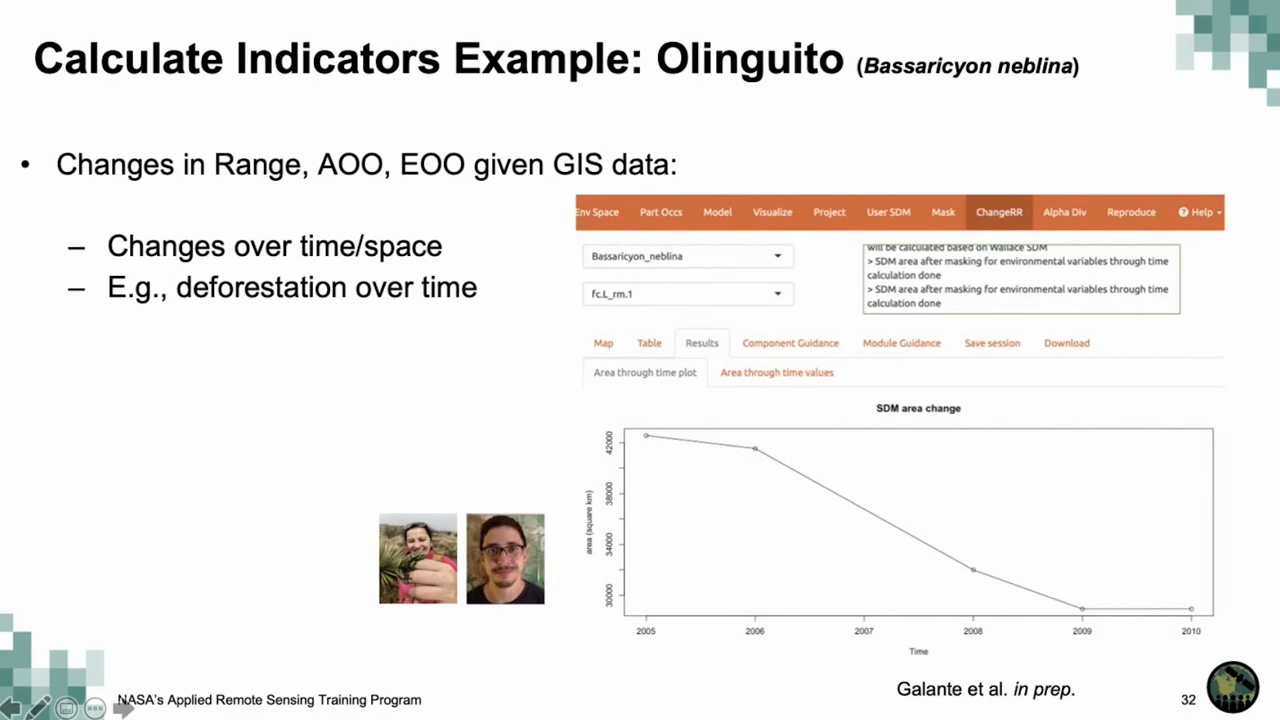 Calculate Indicators Example: Olinguito (Bassaricyon neblina)
• Changes in Range, AOO, EOO given GIS data:
– Changes over time/space
– E.g., deforestation over time
Env Space Part Occs Model Visualize Project User SDM Mask ChangeRR Alpha Div Reproduce Help
Bassaricyon_neblina
fc.L_rm.1
will be calculated based on Wallace SDM
> SDM area after masking for environmental variables through time
calculation done
> SDM area after masking for environmental variables through time
calculation done
Map Table Results Component Guidance Module Guidance Save session Download
Area through time plot Area through time values
SDM area change
area (square km)
42000
38000
34000
30000
2005 2006 2007 2008 2009 2010
Time
Galante et al. in prep.
NASA's Applied Remote Sensing Training Program
32